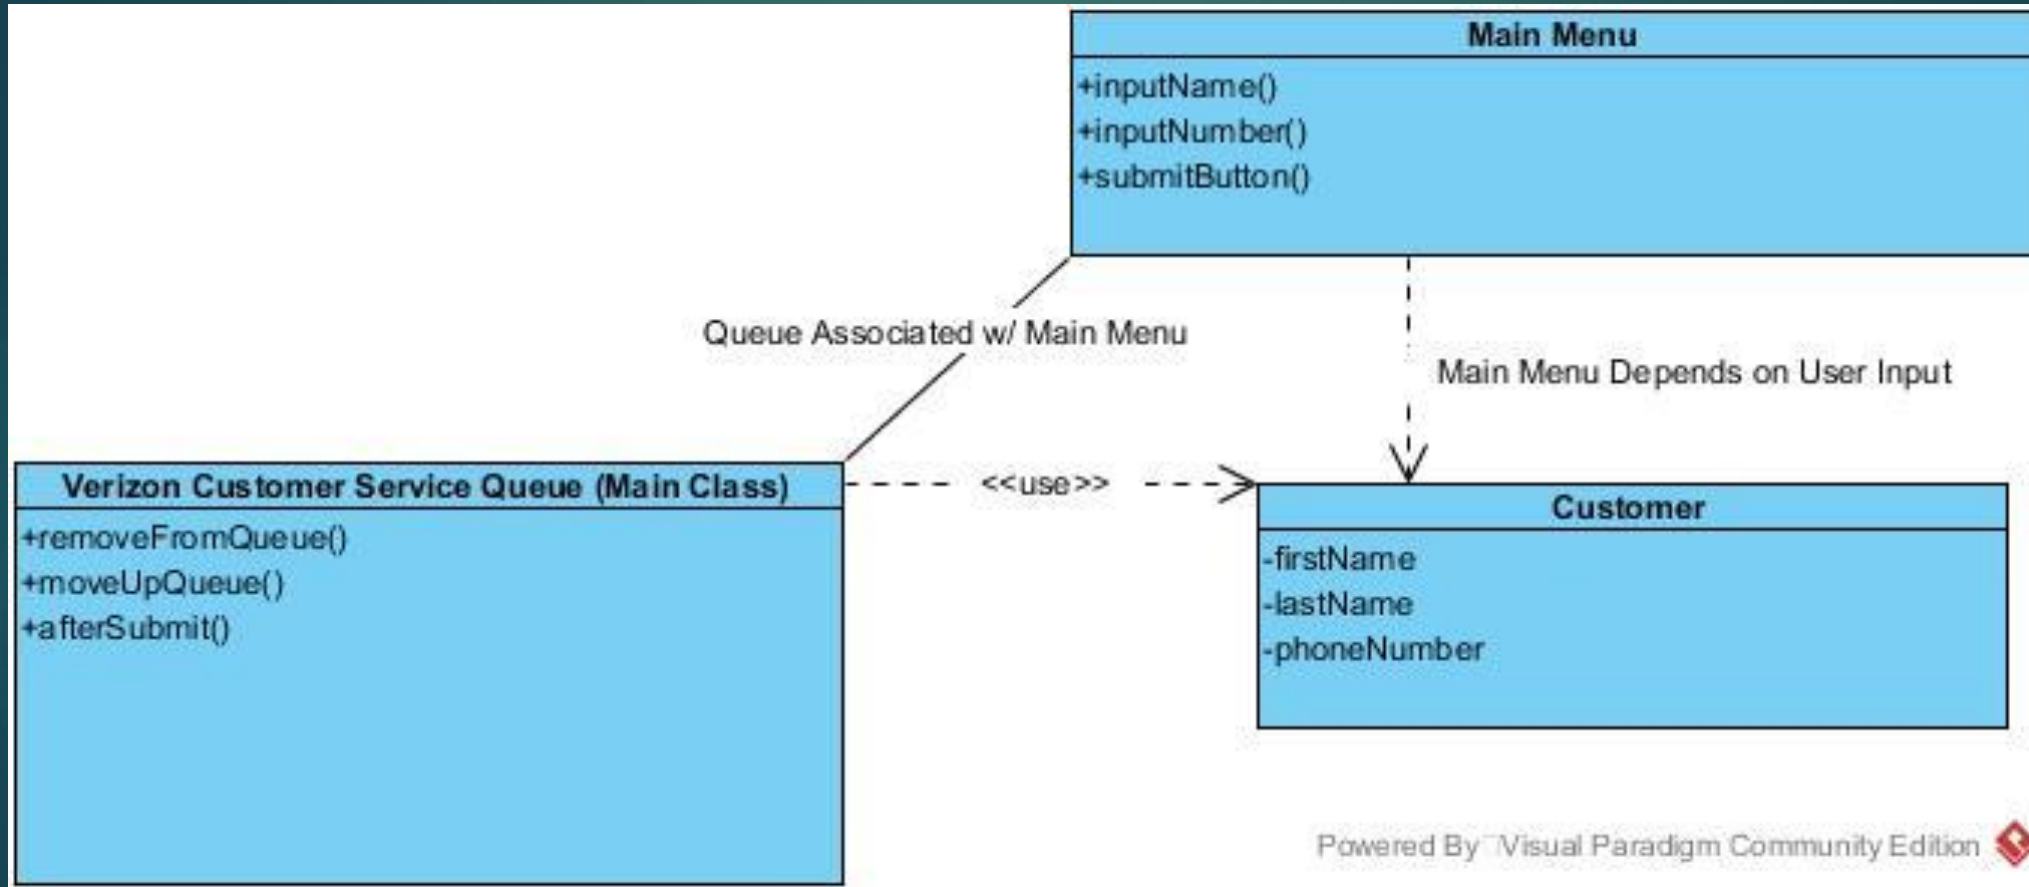 Main Menu
+inputName()
+inputNumber()
+submitButton()
Queue Associated w/ Main Menu
Main Menu Depends on User Input
Verizon Customer Service Queue (Main Class)
+removeFromQueue()
+moveUpQueue()
+afterSubmit()
<<use>>
Customer
-firstName
-lastName
-phoneNumber
Powered By Visual Paradigm Community Edition